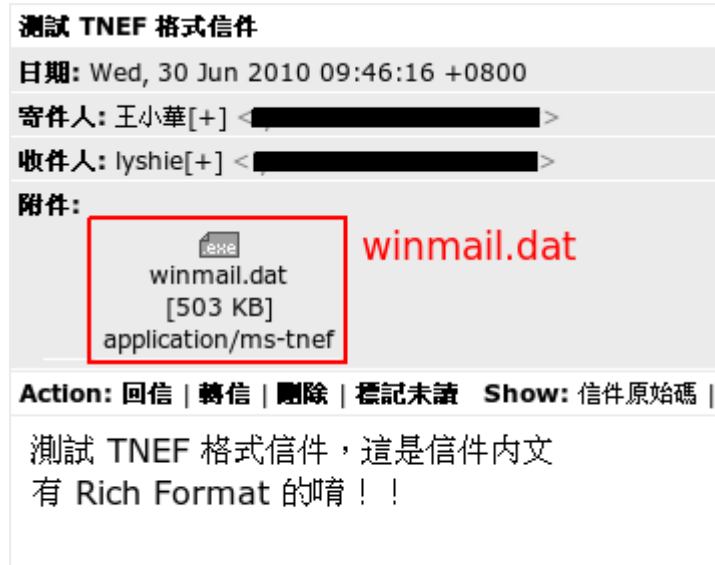 測試 TNEF 格式信件
日期: Wed, 30 Jun 2010 09:46:16 +0800
寄件人: 王小華[+] < >
收件人: lyshie[+] < >
附件:
.exe
winmail.dat
[503 KB]
application/ms-tnef
winmail.dat
Action: 回信 | 轉信 | 刪除 | 標記未讀 Show: 信件原始碼 |
測試 TNEF 格式信件，這是信件內文
有 Rich Format 的唷！！